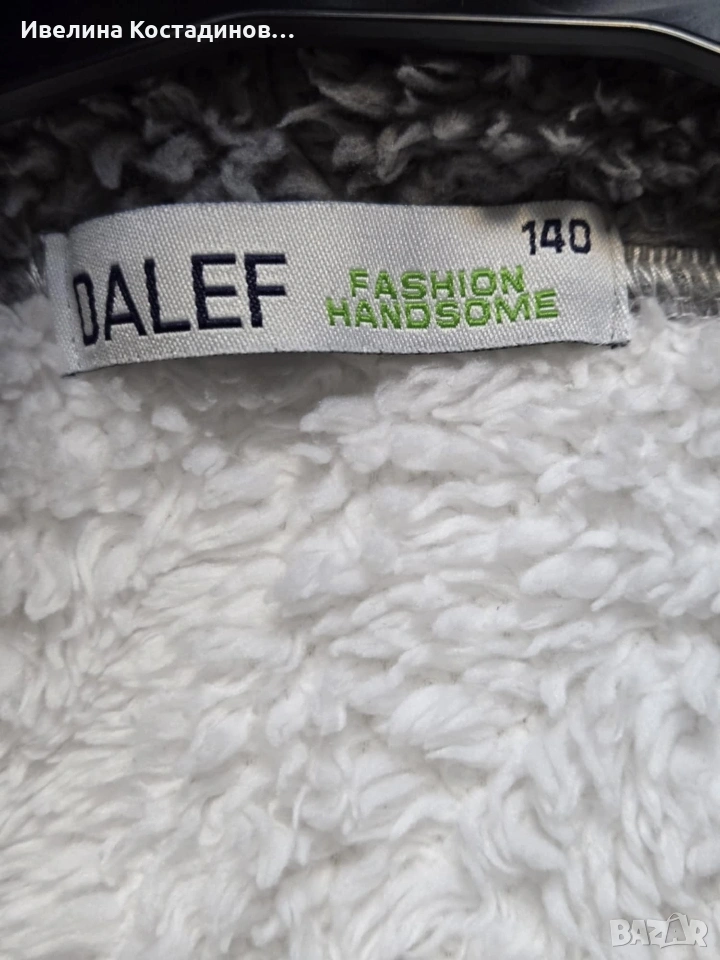 Ивелина Костадинов...
140
DALEF
FASHION
HANDSOME
BAZAR